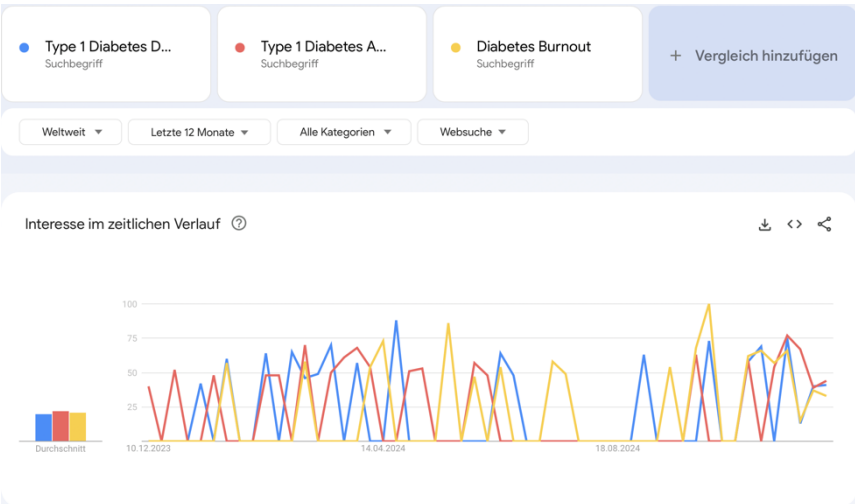 Type 1 Diabetes D...
Suchbegriff
Type 1 Diabetes A...
Suchbegriff
Diabetes Burnout
Suchbegriff
+ Vergleich hinzufügen
Weltweit
Letzte 12 Monate
Alle Kategorien
Websuche
Interesse im zeitlichen Verlauf ?
<>
100
75
50
25
Durchschnitt
10.12.2023
14.04.2024
18.08.2024